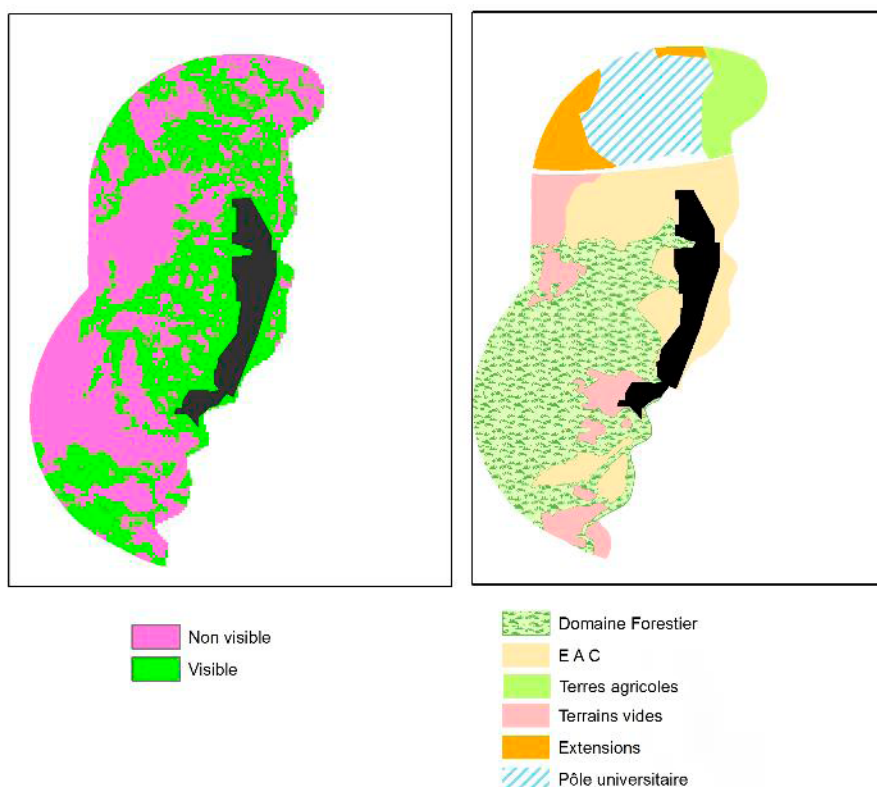 Non visible
Visible
Domaine Forestier
E A C
Terres agricoles
Terrains vides
Extensions
Pôle universitaire